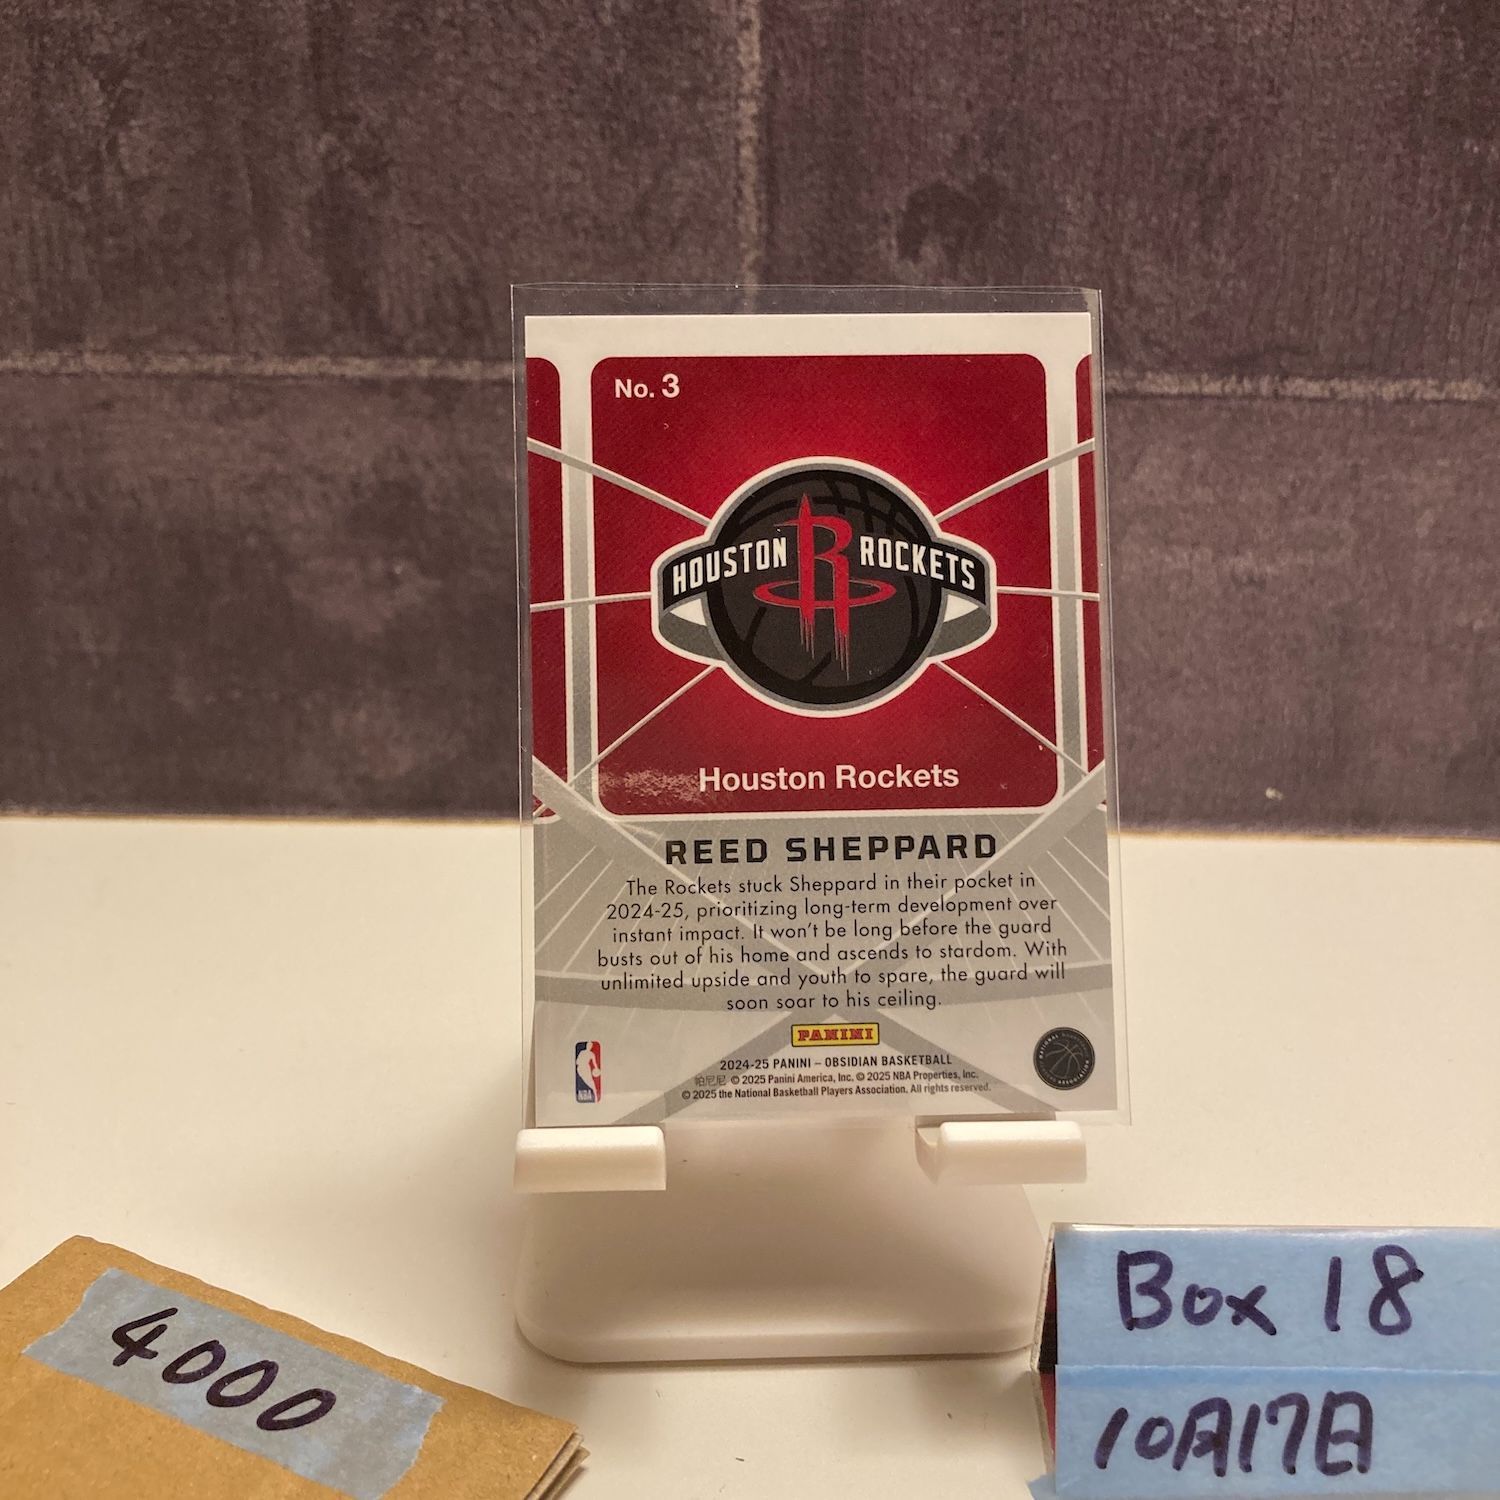 No. 3
HOUSTON ROCKETS
Houston Rockets
REED SHEPPARD
The Rockets stuck Sheppard in their pocket in
2024-25, prioritizing long-term development over
instant impact. It won't be long before the guard
busts out of his home and ascends to stardom. With
unlimited upside and youth to spare, the guard will
soon soar to his ceiling.
PANINI
2024-25 PANINI – OBSIDIAN BASKETBALL
帕尼尼 © 2025 Panini America, Inc. © 2025 NBA Properties, Inc.
© 2025 the National Basketball Players Association. All rights reserved.
NBA
4000
Box 18
10月17日